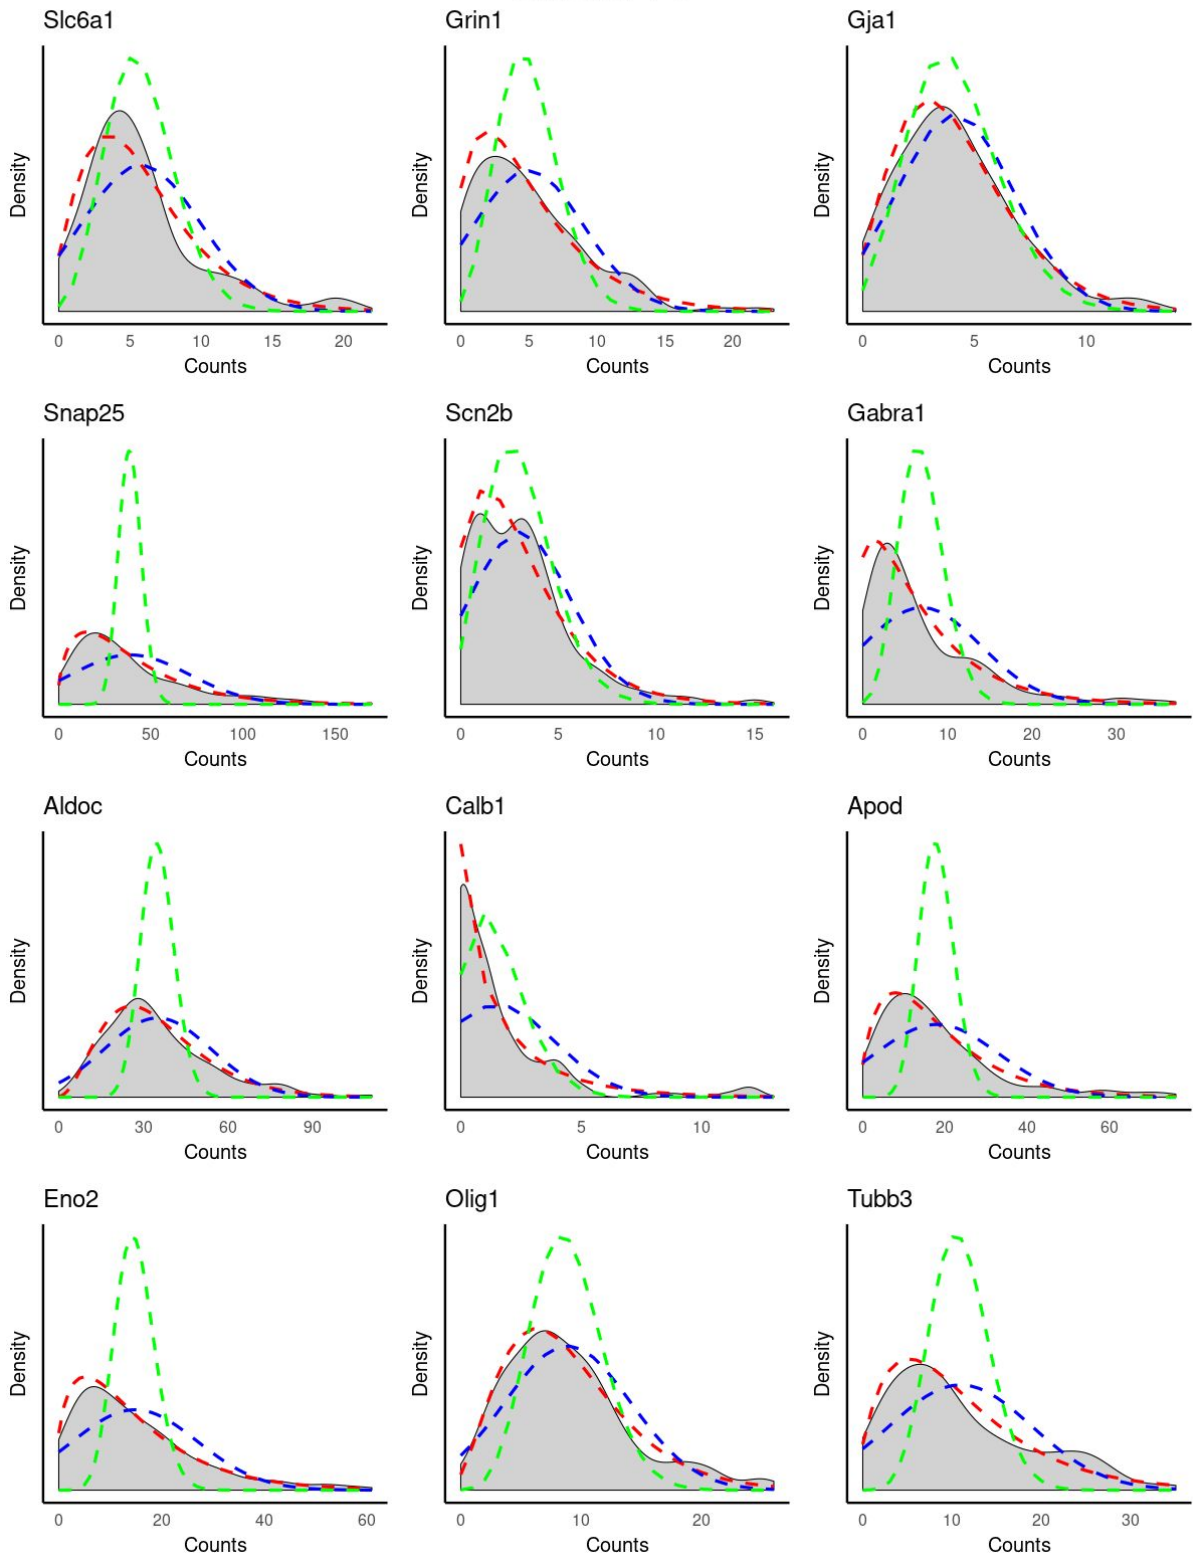 Slc6a1 Grin1 Gja1
Density Density Density
0 5 10 15 20 0 5 10 15 20 0 5 10
Counts Counts Counts
Snap25 Scn2b Gabra1
Density Density Density
0 50 100 150 0 5 10 15 0 10 20 30
Counts Counts Counts
Aldoc Calb1 Apod
Density Density Density
0 30 60 90 0 5 10 0 20 40 60
Counts Counts Counts
Eno2 Olig1 Tubb3
Density Density Density
0 20 40 60 0 10 20 0 10 20 30
Counts Counts Counts